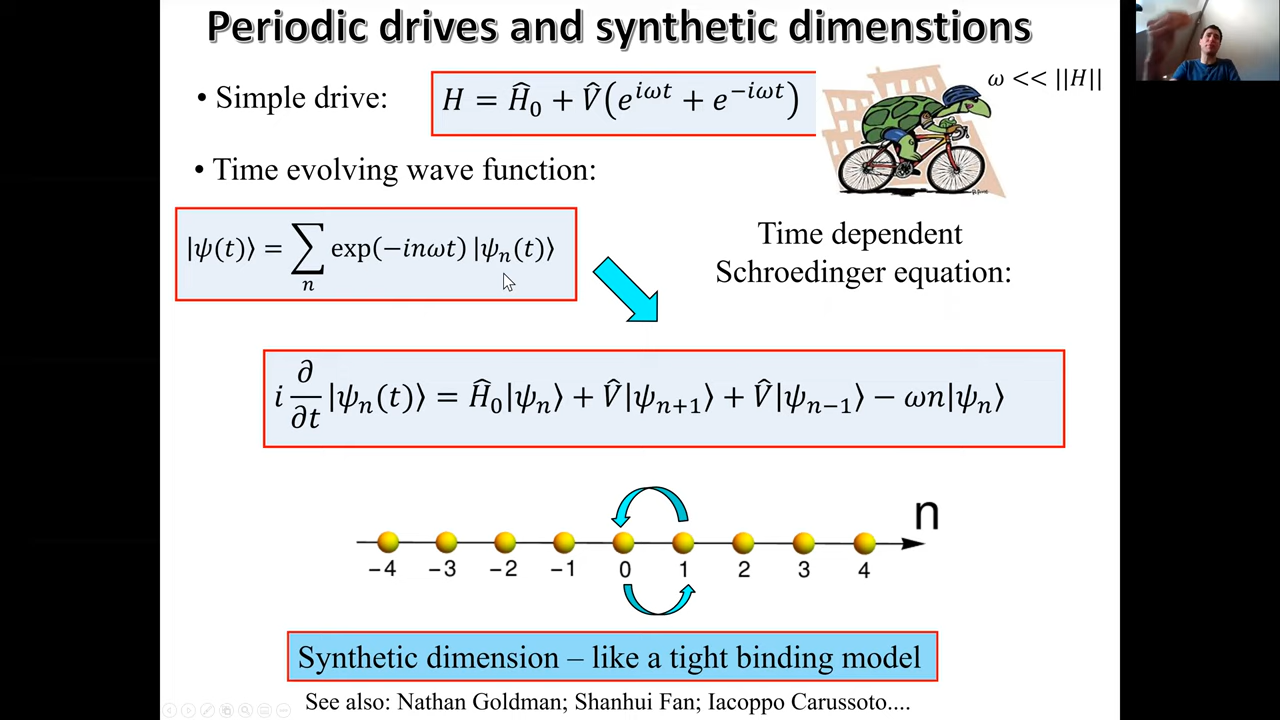 Periodic drives and synthetic dimenstions
• Simple drive:
H = Ĥ₀ + V̂(e^{iωt} + e^{−iωt})
ω << ||H||
• Time evolving wave function:
|ψ(t)⟩ = ∑_n exp(−inωt) |ψₙ(t)⟩
Time dependent
Schroedinger equation:
i ∂/∂t |ψₙ(t)⟩ = Ĥ₀|ψₙ⟩ + V̂|ψₙ₊₁⟩ + V̂|ψₙ₋₁⟩ − ωn|ψₙ⟩
n
−4 −3 −2 −1 0 1 2 3 4
Synthetic dimension – like a tight binding model
See also: Nathan Goldman; Shanhui Fan; Iacoppo Carussoto....